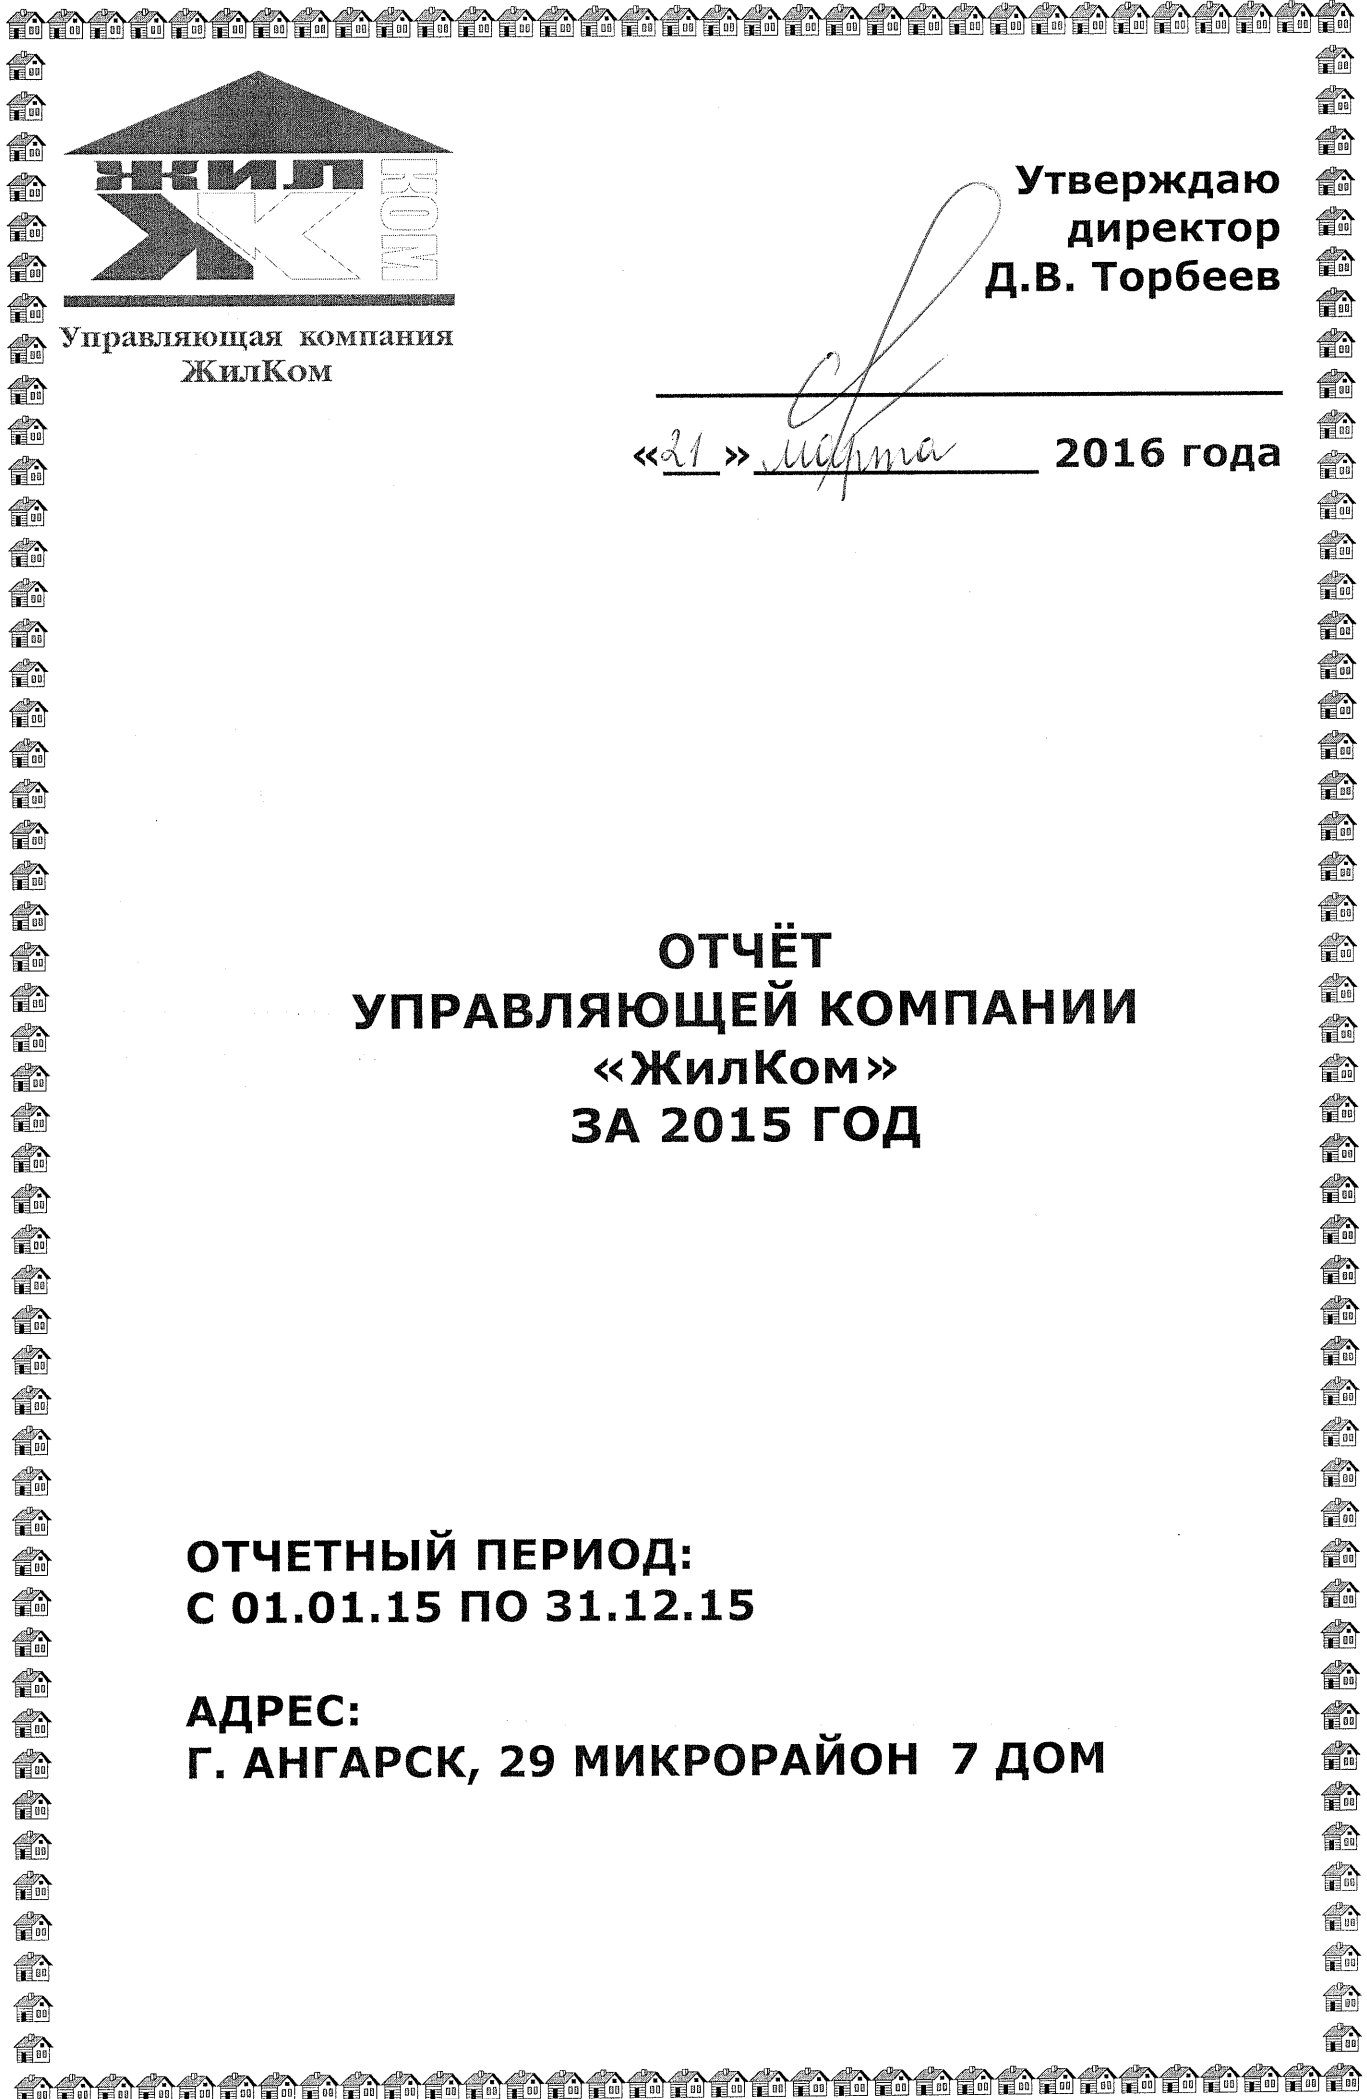 ЖИЛ
КОМ
ЖК
Управляющая компания
ЖилКом
Утверждаю
директор
Д.В. Торбеев
«21» марта 2016 года
ОТЧЁТ
УПРАВЛЯЮЩЕЙ КОМПАНИИ
«ЖилКом»
ЗА 2015 ГОД
ОТЧЕТНЫЙ ПЕРИОД:
С 01.01.15 ПО 31.12.15
АДРЕС:
Г. АНГАРСК, 29 МИКРОРАЙОН 7 ДОМ